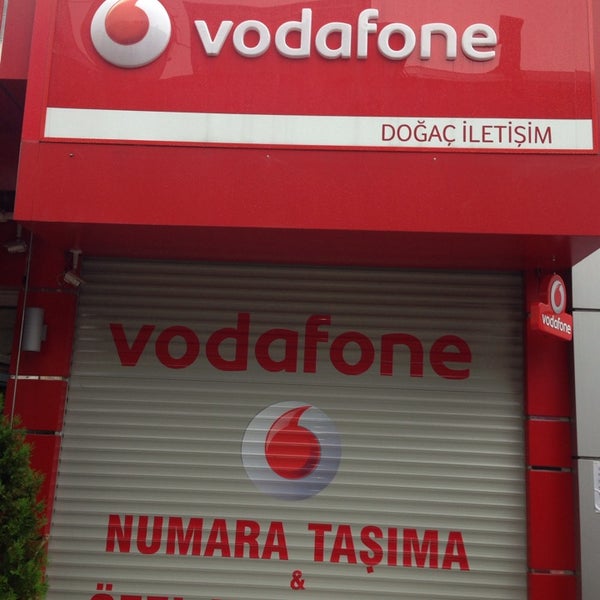 vodafone
DOĞAÇ İLETİŞİM
vodafone
vodafone
NUMARA TAŞIMA
&